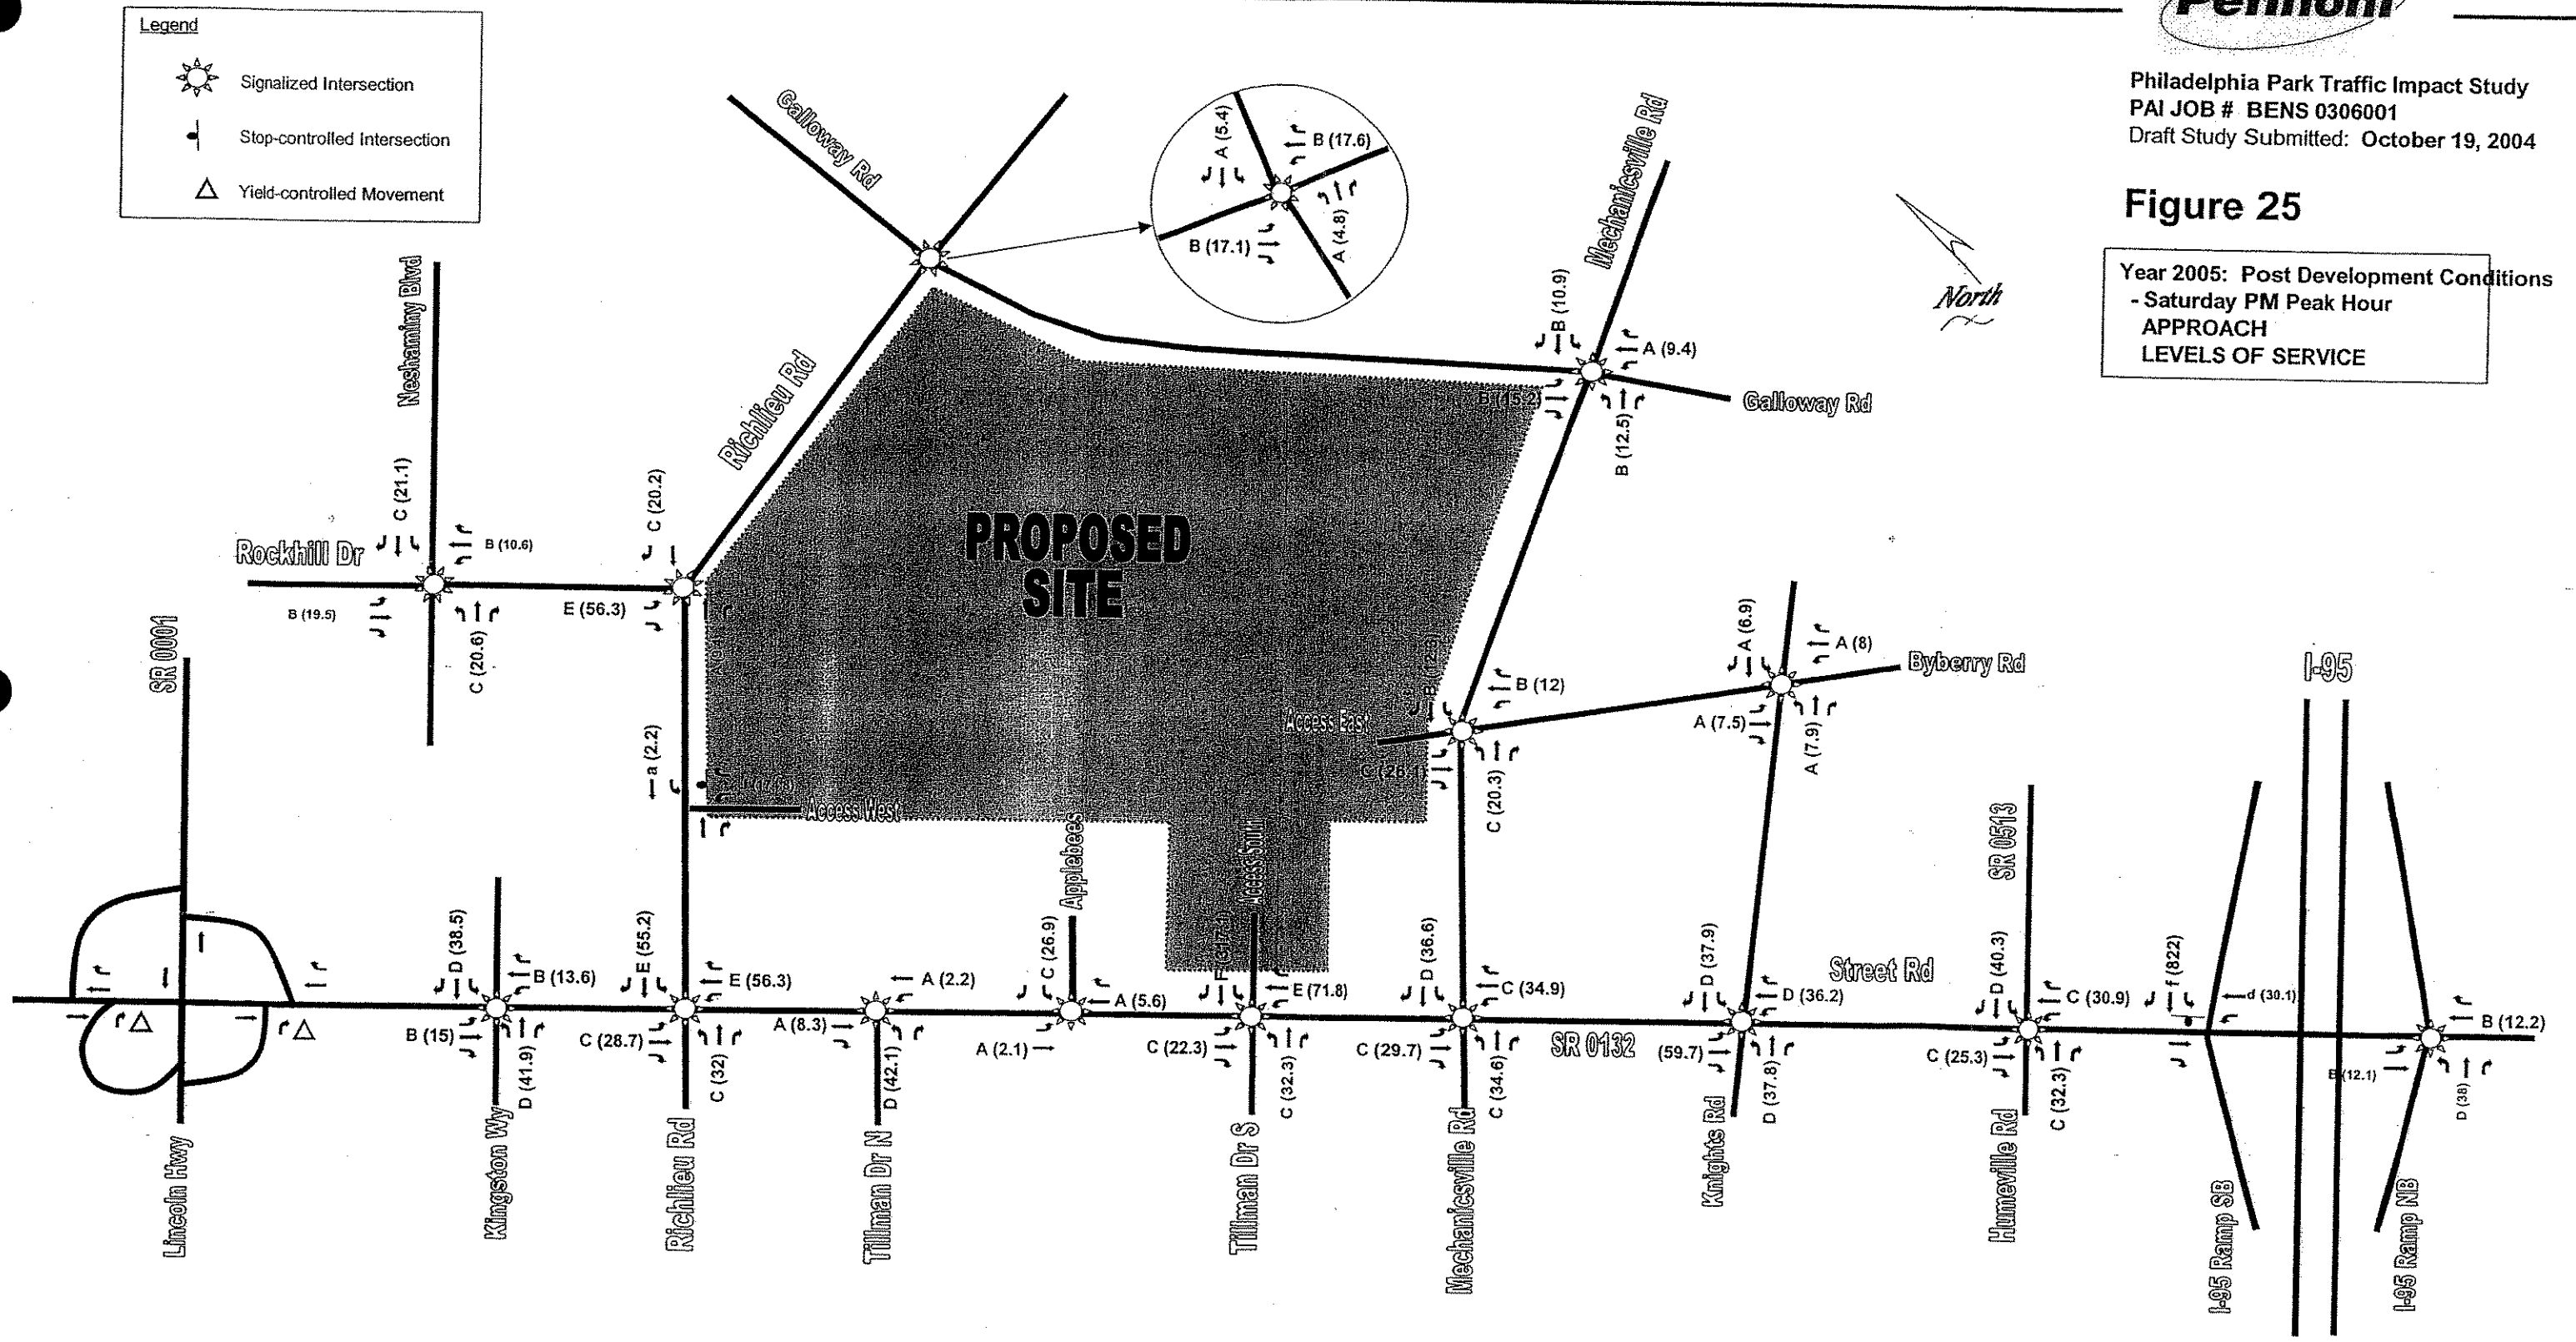 Legend
Signalized Intersection
Stop-controlled Intersection
Yield-controlled Movement
Pennoni
Philadelphia Park Traffic Impact Study
PAI JOB # BENS 0306001
Draft Study Submitted: October 19, 2004
Figure 25
Year 2005: Post Development Conditions
- Saturday PM Peak Hour
APPROACH
LEVELS OF SERVICE
North
Galloway Rd
A (5.4)
B (17.6)
B (17.1)
A (4.8)
Mechanicsville Rd
B (10.9)
A (9.4)
B (15.2)
B (12.5)
Galloway Rd
Neshaminy Blvd
Richlieu Rd
C (21.1)
Rockhill Dr
B (10.6)
B (19.5)
C (20.6)
C (20.2)
E (56.3)
PROPOSED
SITE
SR 0001
a (2.2)
Access West
Access East
B (12)
C (20.3)
A (6.9)
A (8)
Byberry Rd
A (7.5)
A (7.9)
I-95
SR 0513
Applebees
Access South
D (38.5)
B (13.6)
B (15)
D (41.9)
E (55.2)
E (56.3)
C (28.7)
C (32)
A (2.2)
A (8.3)
D (42.1)
C (26.9)
A (5.6)
A (2.1)
E (71.8)
C (22.3)
C (32.3)
D (36.6)
C (34.9)
C (29.7)
C (34.6)
SR 0132
D (37.9)
D (36.2)
(59.7)
D (37.8)
Street Rd
D (40.3)
C (30.9)
C (25.3)
C (32.3)
f (822)
d (30.1)
B (12.1)
B (12.2)
D (38)
Lincoln Hwy
Kingston Wy
Richlieu Rd
Tillman Dr N
Tillman Dr S
Mechanicsville Rd
Knights Rd
Humeville Rd
I-95 Ramp SB
I-95 Ramp NB